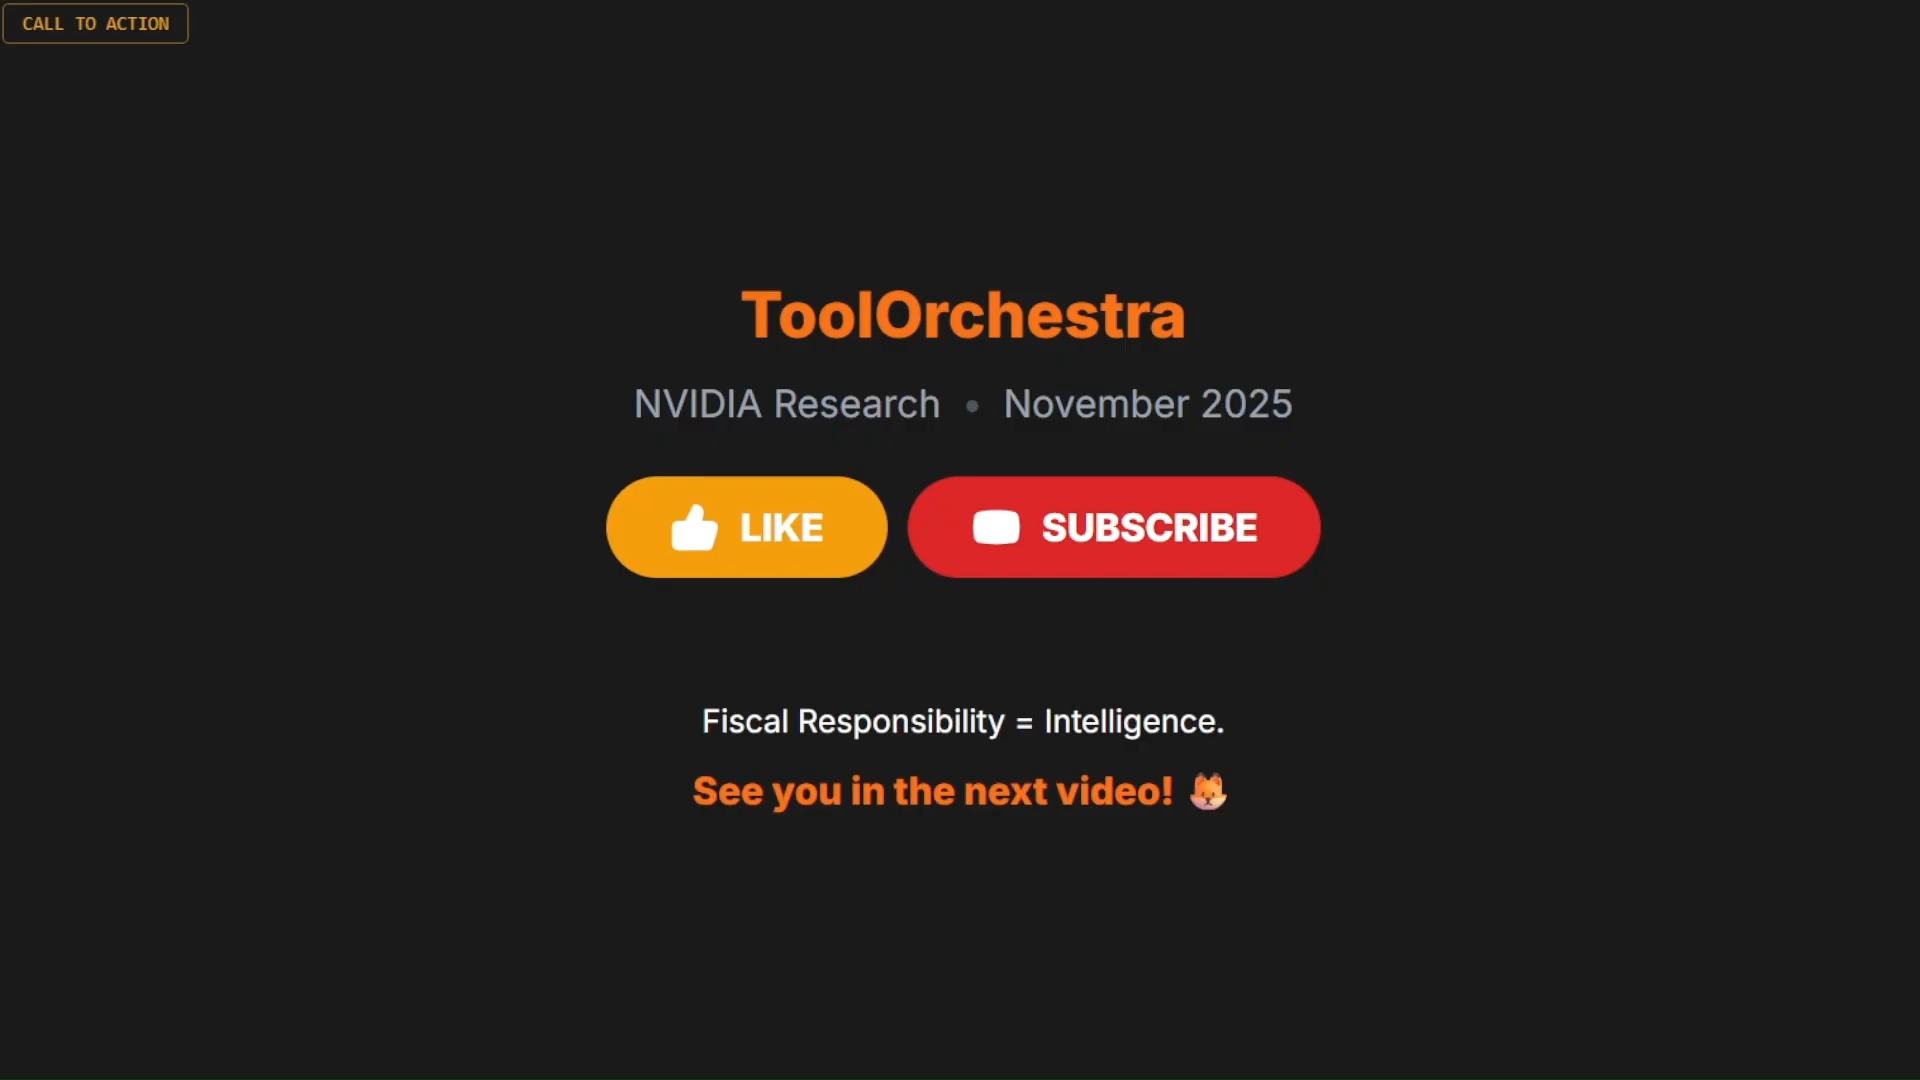 CALL TO ACTION
ToolOrchestra
NVIDIA Research • November 2025
LIKE
SUBSCRIBE
Fiscal Responsibility = Intelligence.
See you in the next video! 🦊